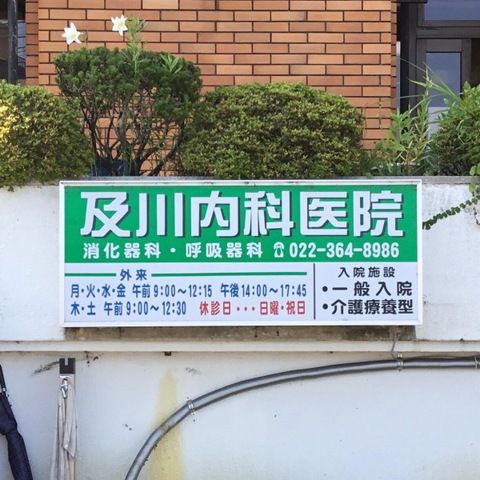 及川内科医院
消化器科・呼吸器科 ☎022-364-8986
外来
月・火・水・金 午前 9:00〜12:15 午後 14:00〜17:45
木・土 午前 9:00〜12:30 休診日・・・日曜・祝日
入院施設
・一般入院
・介護療養型